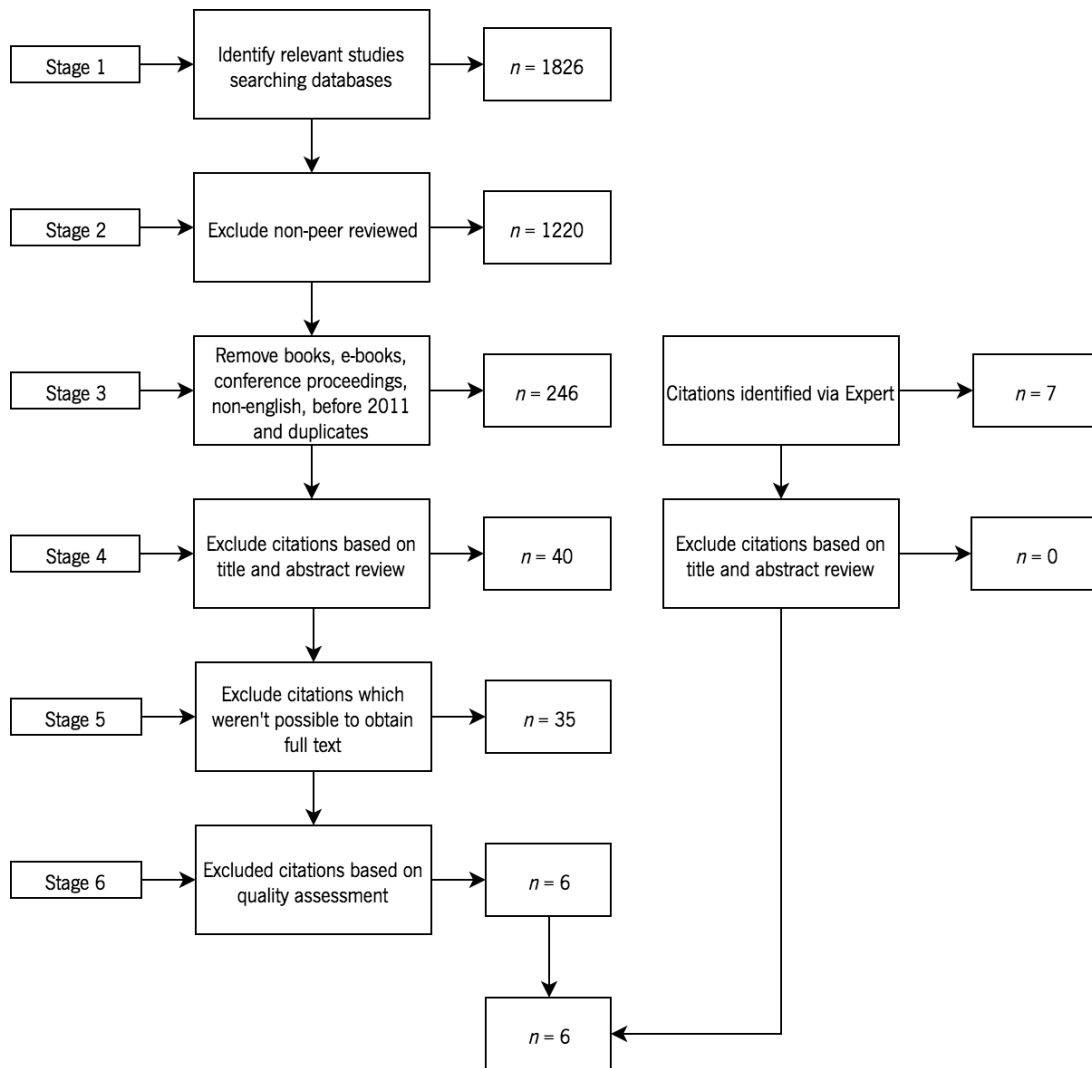 Stage 1
Identify relevant studies
searching databases
n = 1826
Stage 2
Exclude non-peer reviewed
n = 1220
Stage 3
Remove books, e-books,
conference proceedings,
non-english, before 2011
and duplicates
n = 246
Citations identified via Expert
n = 7
Stage 4
Exclude citations based on
title and abstract review
n = 40
Exclude citations based on
title and abstract review
n = 0
Stage 5
Exclude citations which
weren't possible to obtain
full text
n = 35
Stage 6
Excluded citations based on
quality assessment
n = 6
n = 6